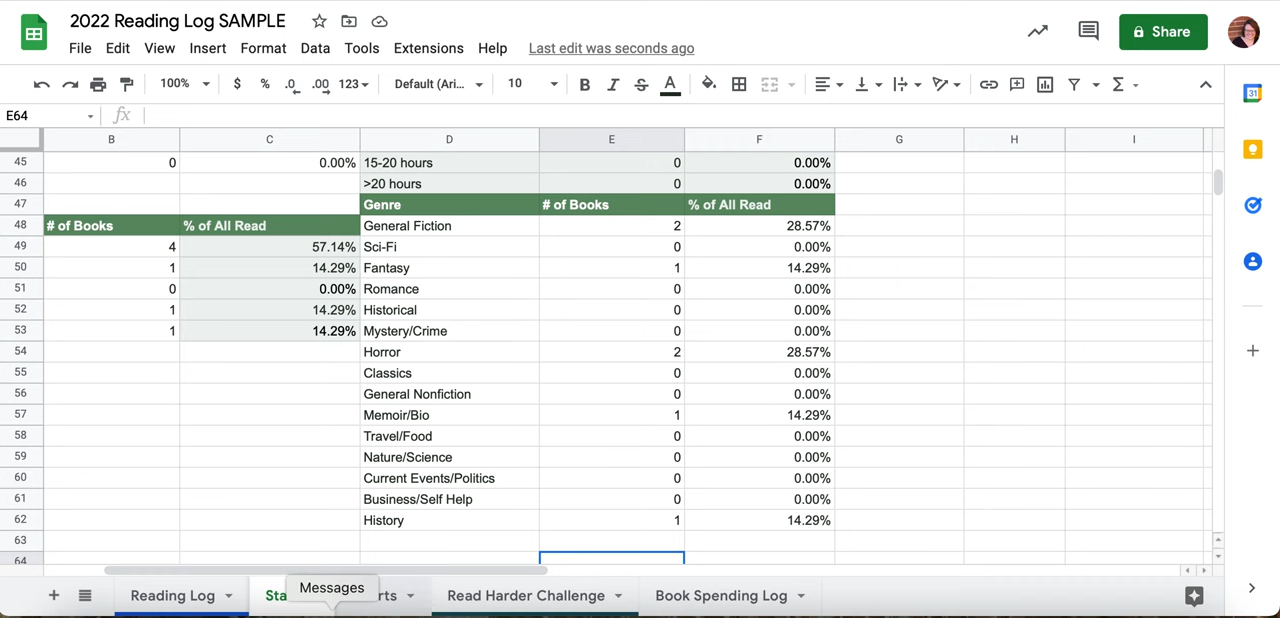 2022 Reading Log SAMPLE
File Edit View Insert Format Data Tools Extensions Help Last edit was seconds ago
Share
100% $ % .0 .00 123 Default (Ari... 10 B I S A
31
E64 fx
B C D E F G H I
45 0 0.00% 15-20 hours 0 0.00%
46 >20 hours 0 0.00%
47 Genre # of Books % of All Read
48 # of Books % of All Read General Fiction 2 28.57%
49 4 57.14% Sci-Fi 0 0.00%
50 1 14.29% Fantasy 1 14.29%
51 0 0.00% Romance 0 0.00%
52 1 14.29% Historical 0 0.00%
53 1 14.29% Mystery/Crime 0 0.00%
54 Horror 2 28.57%
55 Classics 0 0.00%
56 General Nonfiction 0 0.00%
57 Memoir/Bio 1 14.29%
58 Travel/Food 0 0.00%
59 Nature/Science 0 0.00%
60 Current Events/Politics 0 0.00%
61 Business/Self Help 0 0.00%
62 History 1 14.29%
63
64
Messages
Reading Log Sta rts Read Harder Challenge Book Spending Log